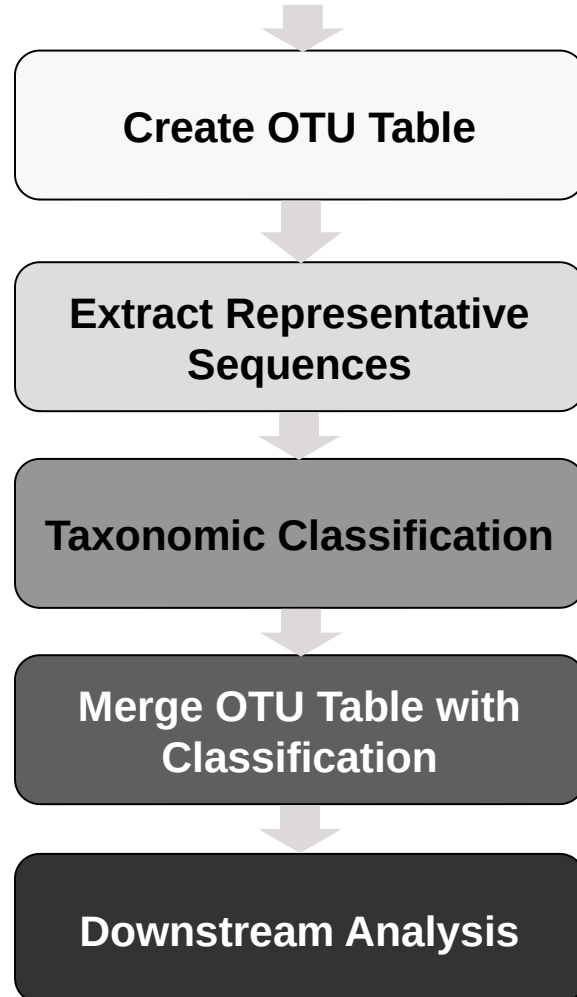 Create OTU Table
Extract Representative
Sequences
Taxonomic Classification
Merge OTU Table with
Classification
Downstream Analysis